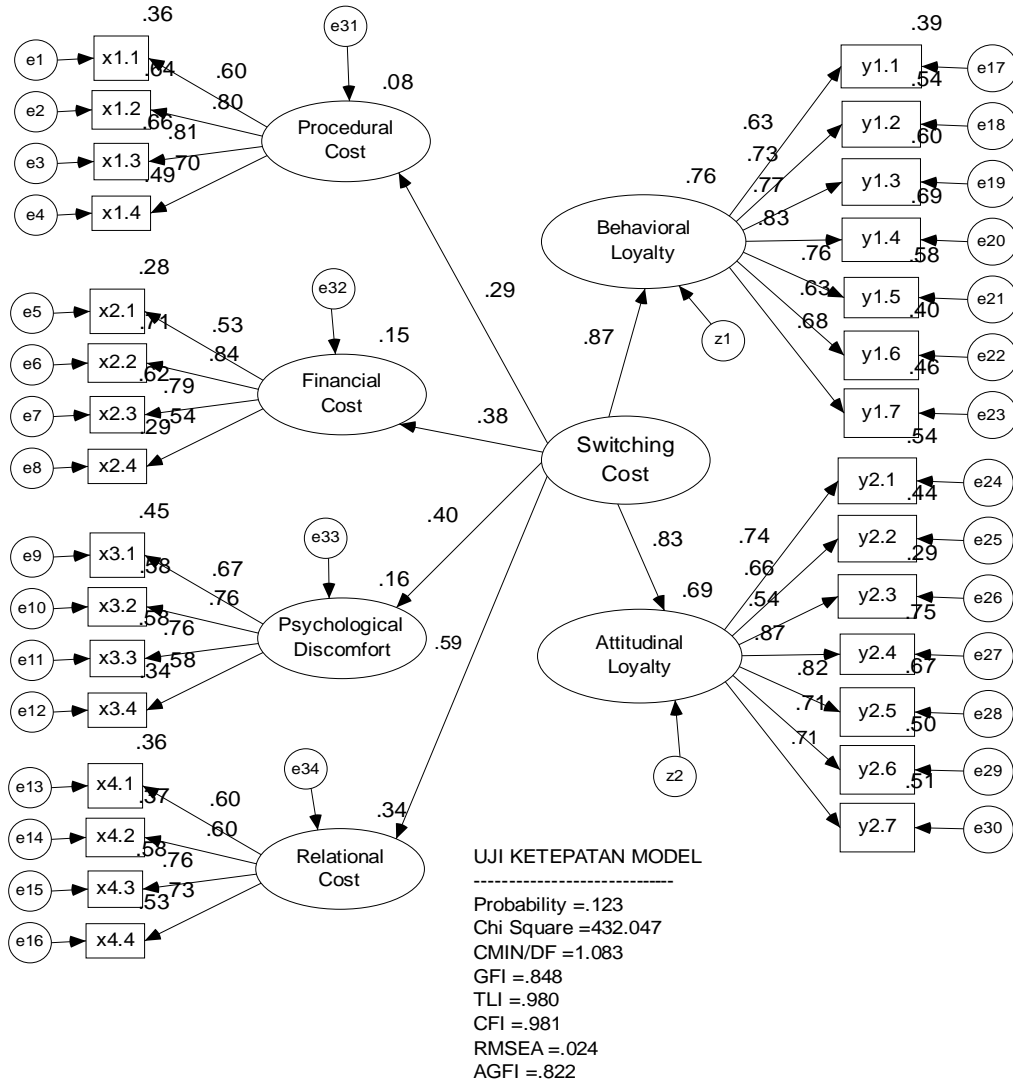 .36
e31
.39
e1
x1.1
.64
.60
.08
y1.1
.54
e17
e2
x1.2
.66
.80
.81
Procedural
Cost
.63
y1.2
.60
e18
e3
x1.3
.49
.70
.73
.76
.77
y1.3
.69
e19
e4
x1.4
.83
Behavioral
Loyalty
y1.4
.58
e20
.28
.76
e5
x2.1
.71
.53
e32
.29
.63
y1.5
.40
e21
e6
x2.2
.62
.84
.15
.87
z1
.68
y1.6
.46
e22
e7
x2.3
.29
.79
.54
Financial
Cost
.38
y1.7
.54
e23
e8
x2.4
Switching
Cost
y2.1
.44
e24
.45
e9
x3.1
.58
.67
e33
.40
.83
.74
y2.2
.29
e25
e10
x3.2
.58
.76
.16
.69
.66
.54
y2.3
.75
e26
e11
x3.3
.34
.76
.58
Psychological
Discomfort
.59
Attitudinal
Loyalty
.87
y2.4
.67
e27
e12
x3.4
.82
.71
y2.5
.50
e28
.36
.71
e13
x4.1
.37
.60
e34
z2
y2.6
.51
e29
e14
x4.2
.58
.60
.34
y2.7
e30
e15
x4.3
.53
.76
.73
Relational
Cost
e16
x4.4
UJI KETEPATAN MODEL
-----------------------------
Probability =.123
Chi Square =432.047
CMIN/DF =1.083
GFI =.848
TLI =.980
CFI =.981
RMSEA =.024
AGFI =.822